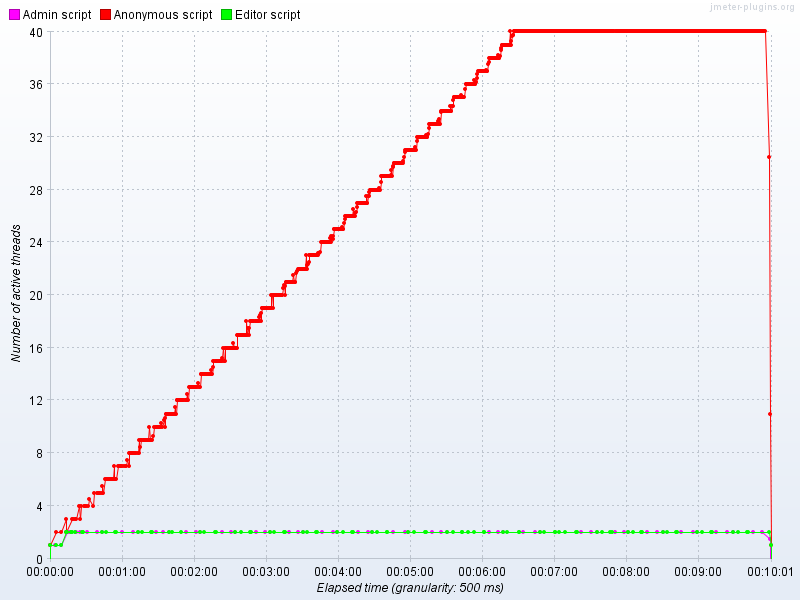 jmeter-plugins.org
Admin script Anonymous script Editor script
40
36
32
28
24
20
16
12
8
4
0
Number of active threads
00:00:00 00:01:00 00:02:00 00:03:00 00:04:00 00:05:00 00:06:00 00:07:00 00:08:00 00:09:00 00:10:01
Elapsed time (granularity: 500 ms)